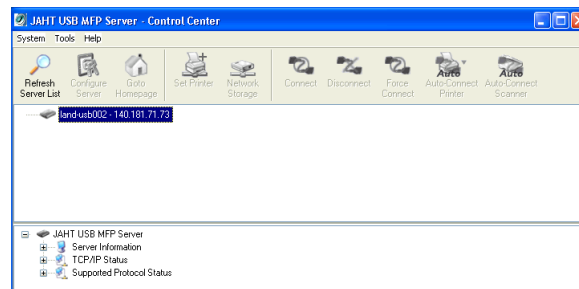 JAHT USB MFP Server - Control Center
System Tools Help
Refresh Server List
Configure Server
Goto Homepage
Set Printer
Network Storage
Connect
Disconnect
Force Connect
Auto-Connect Printer
Auto-Connect Scanner
land-usb002 - 140.181.71.73
JAHT USB MFP Server
Server Information
TCP/IP Status
Supported Protocol Status